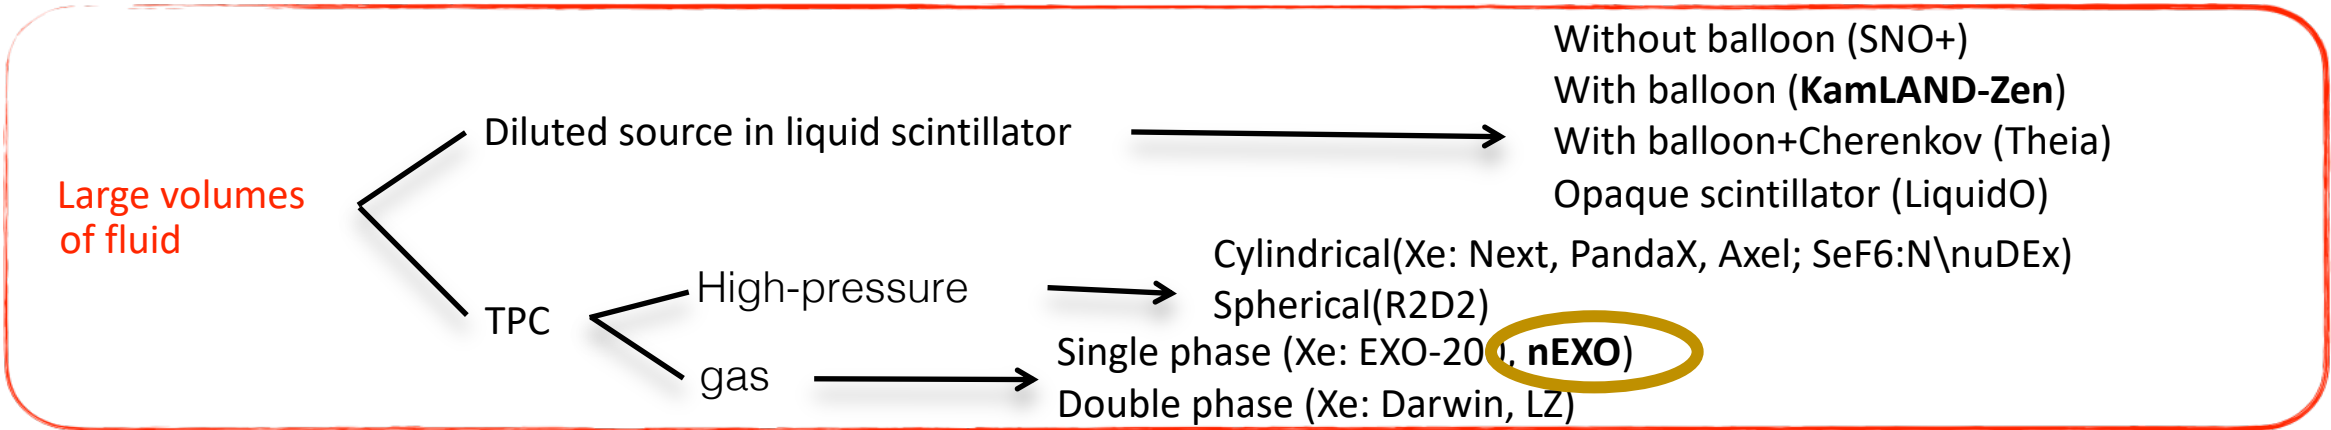 Large volumes
of fluid
Diluted source in liquid scintillator
Without balloon (SNO+)
With balloon (KamLAND-Zen)
With balloon+Cherenkov (Theia)
Opaque scintillator (LiquidO)
TPC
High-pressure
Cylindrical(Xe: Next, PandaX, Axel; SeF6:N\nuDEx)
Spherical(R2D2)
gas
Single phase (Xe: EXO-200, nEXO)
Double phase (Xe: Darwin, LZ)